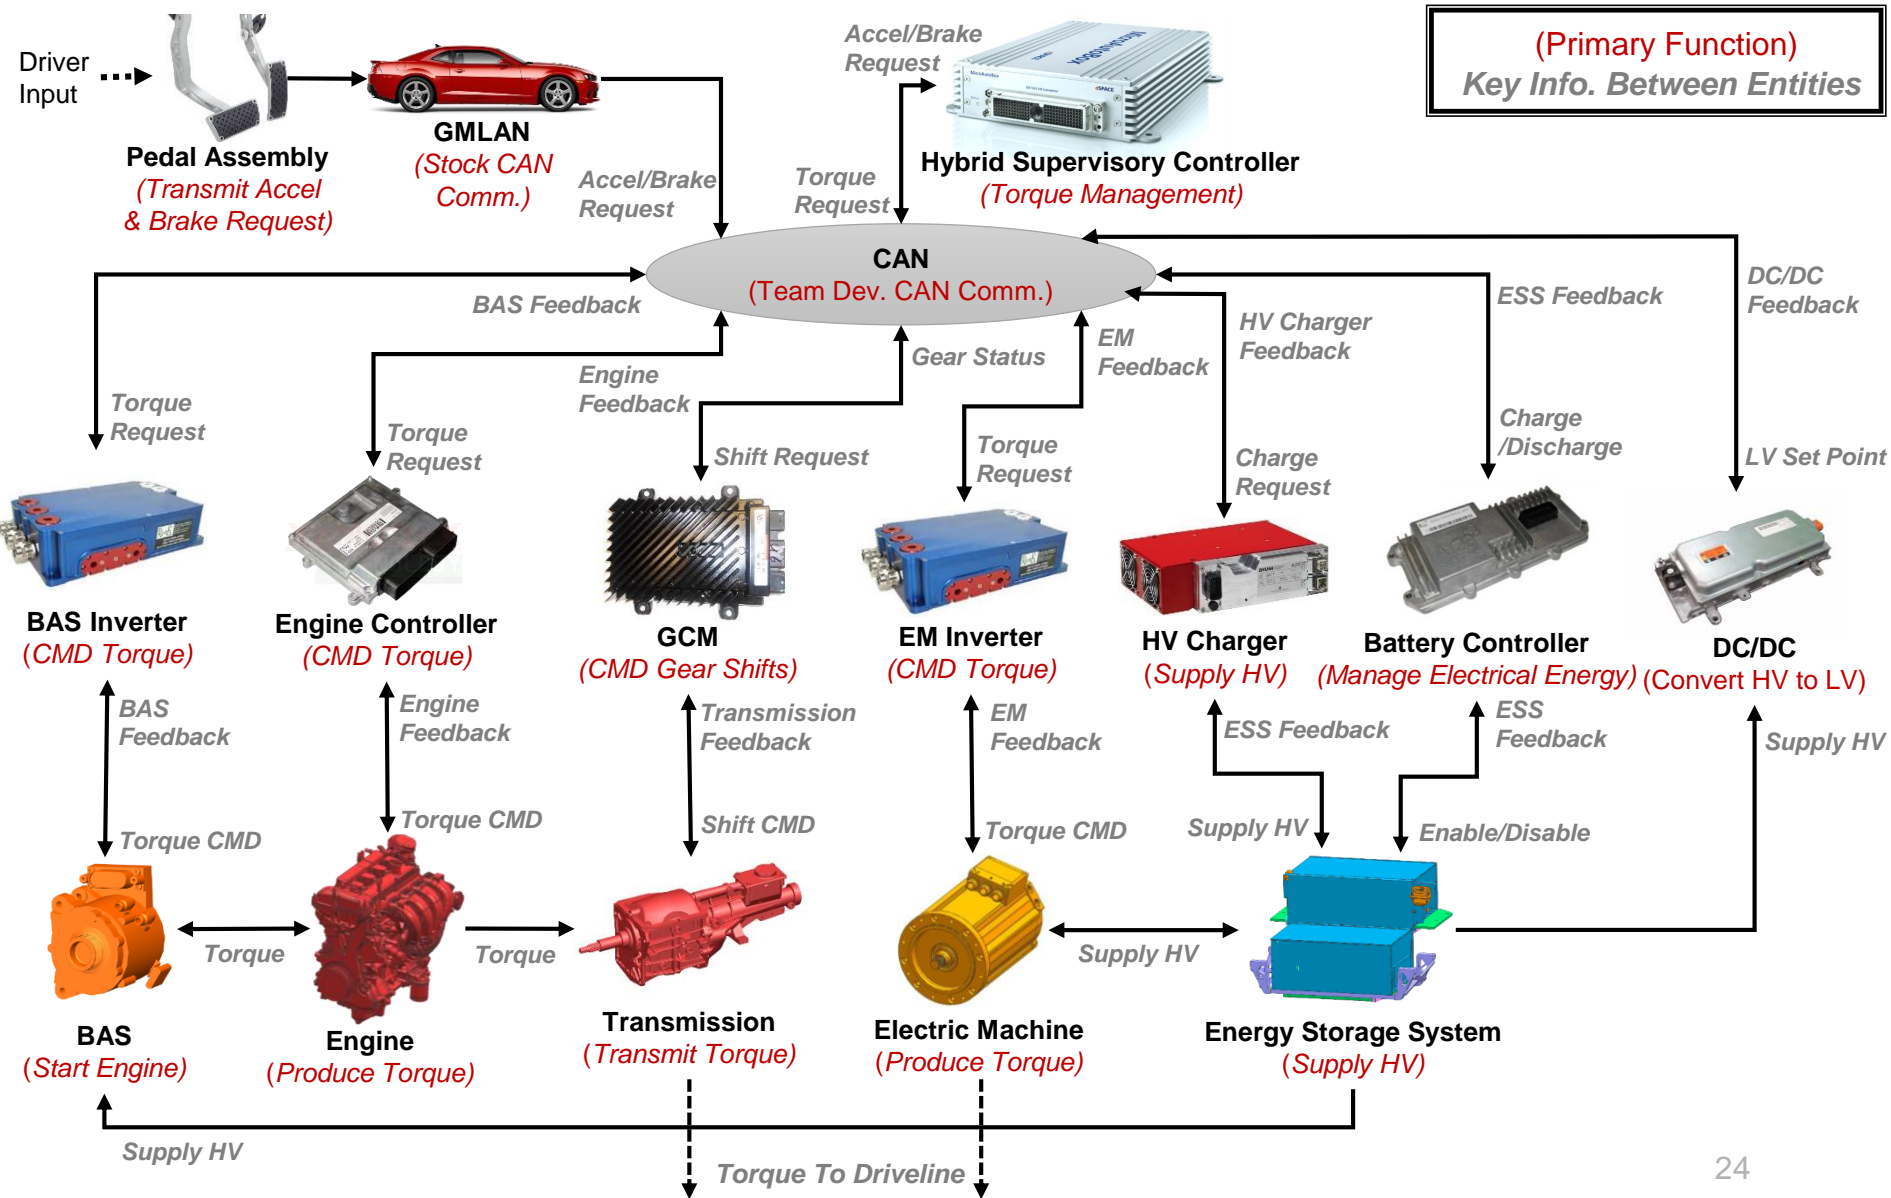 Driver
Input
Pedal Assembly
(Transmit Accel
& Brake Request)
GMLAN
(Stock CAN
Comm.)
Accel/Brake
Request
Accel/Brake
Request
Torque
Request
MicroAutoBox
dSPACE
Hybrid Supervisory Controller
(Torque Management)
(Primary Function)
Key Info. Between Entities
CAN
(Team Dev. CAN Comm.)
BAS Feedback
Engine
Feedback
Gear Status
EM
Feedback
HV Charger
Feedback
ESS Feedback
DC/DC
Feedback
Torque
Request
Torque
Request
Shift Request
Torque
Request
Charge
Request
Charge
/Discharge
LV Set Point
BAS Inverter
(CMD Torque)
Engine Controller
(CMD Torque)
GCM
(CMD Gear Shifts)
EM Inverter
(CMD Torque)
HV Charger
(Supply HV)
Battery Controller
(Manage Electrical Energy)
DC/DC
(Convert HV to LV)
BAS
Feedback
Engine
Feedback
Transmission
Feedback
EM
Feedback
ESS Feedback
ESS
Feedback
Supply HV
Torque CMD
Torque CMD
Shift CMD
Torque CMD
Supply HV
Enable/Disable
Torque
Torque
Supply HV
BAS
(Start Engine)
Engine
(Produce Torque)
Transmission
(Transmit Torque)
Electric Machine
(Produce Torque)
Energy Storage System
(Supply HV)
Supply HV
Torque To Driveline
24